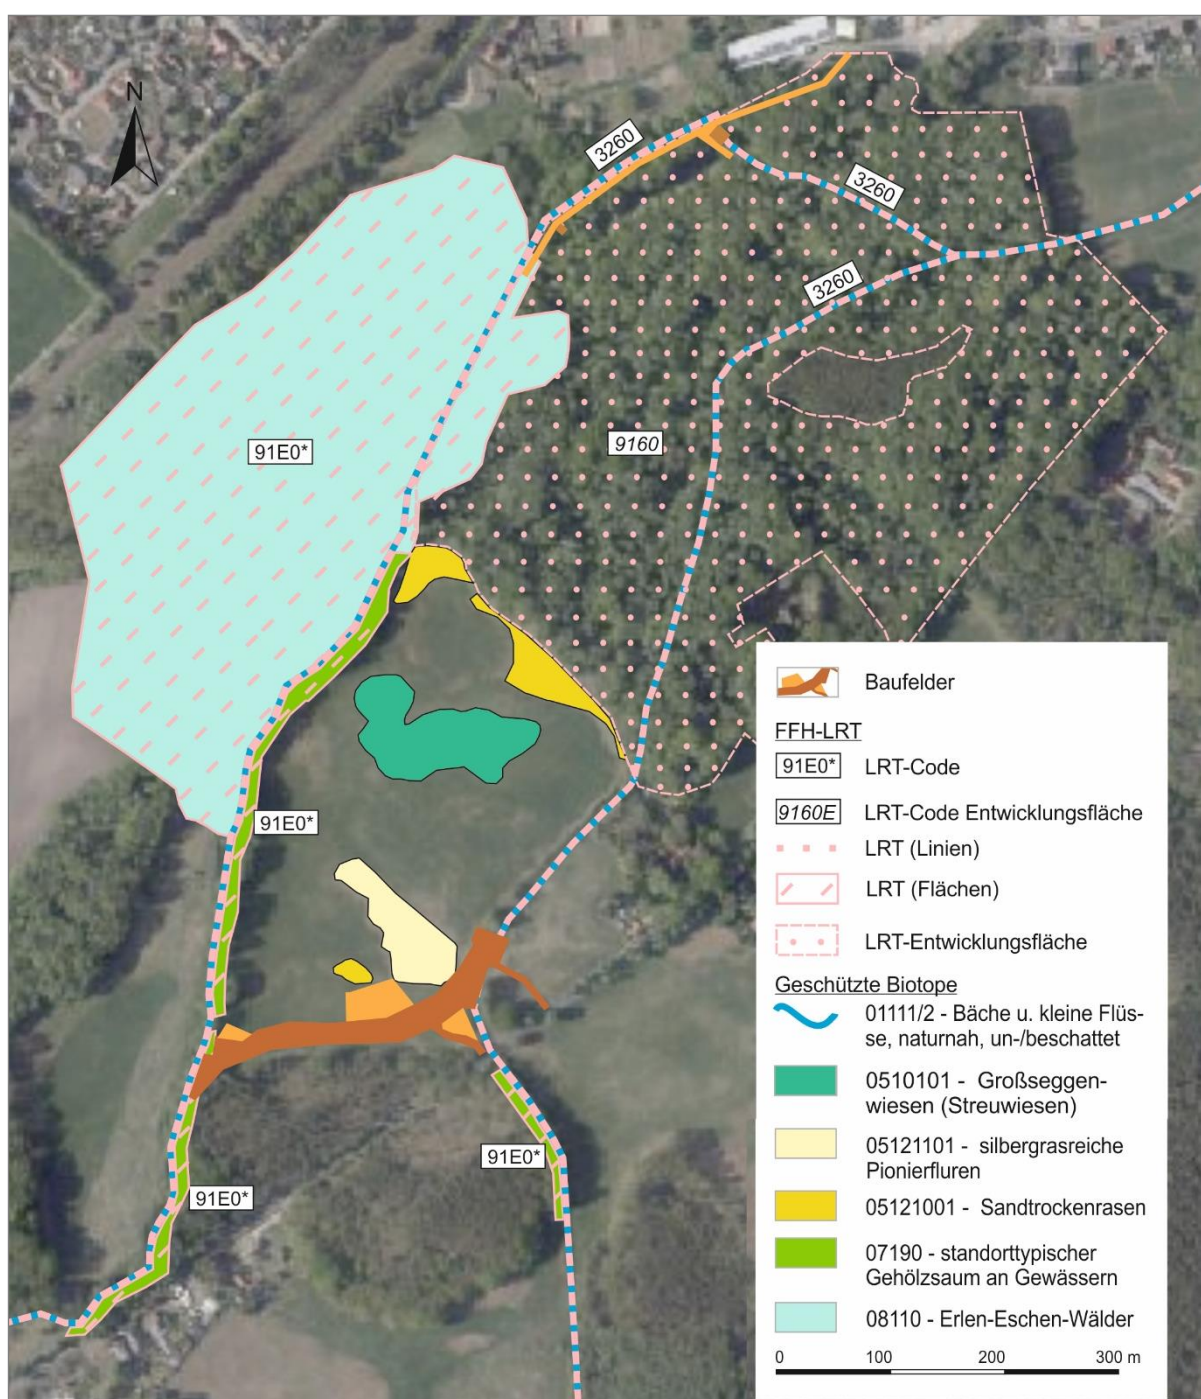 N
3260
3260
3260
91E0*
9160
91E0*
91E0*
91E0*
Baufelder
FFH-LRT
91E0* LRT-Code
9160E LRT-Code Entwicklungsfläche
LRT (Linien)
LRT (Flächen)
LRT-Entwicklungsfläche
Geschützte Biotope
01111/2 - Bäche u. kleine Flüs-
se, naturnah, un-/beschattet
0510101 - Großseggen-
wiesen (Streuwiesen)
05121101 - silbergrasreiche
Pionierfluren
05121001 - Sandtrockenrasen
07190 - standorttypischer
Gehölzsaum an Gewässern
08110 - Erlen-Eschen-Wälder
0 100 200 300 m